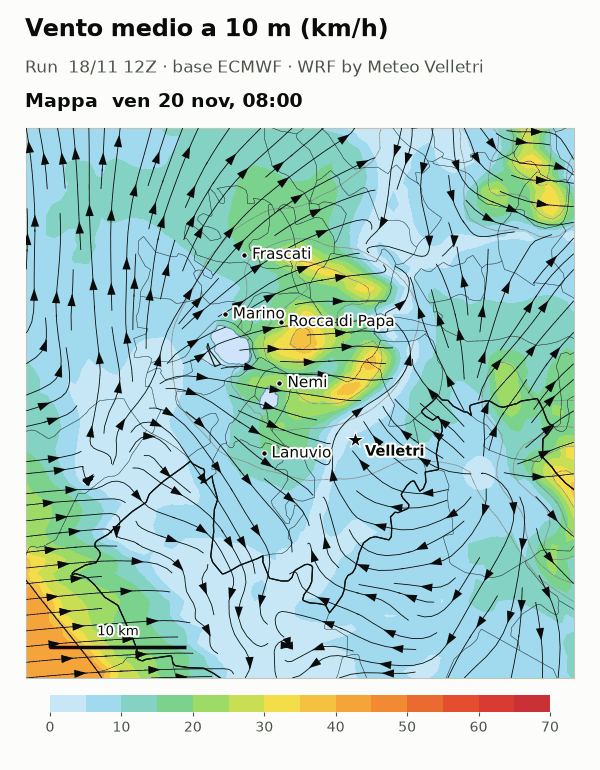 Vento medio a 10 m (km/h)
Run  18/11 12Z · base ECMWF · WRF by Meteo Velletri
Mappa  ven 20 nov, 08:00
Frascati
Marino
Rocca di Papa
Nemi
Velletri
Lanuvio
10 km
0 10 20 30 40 50 60 70